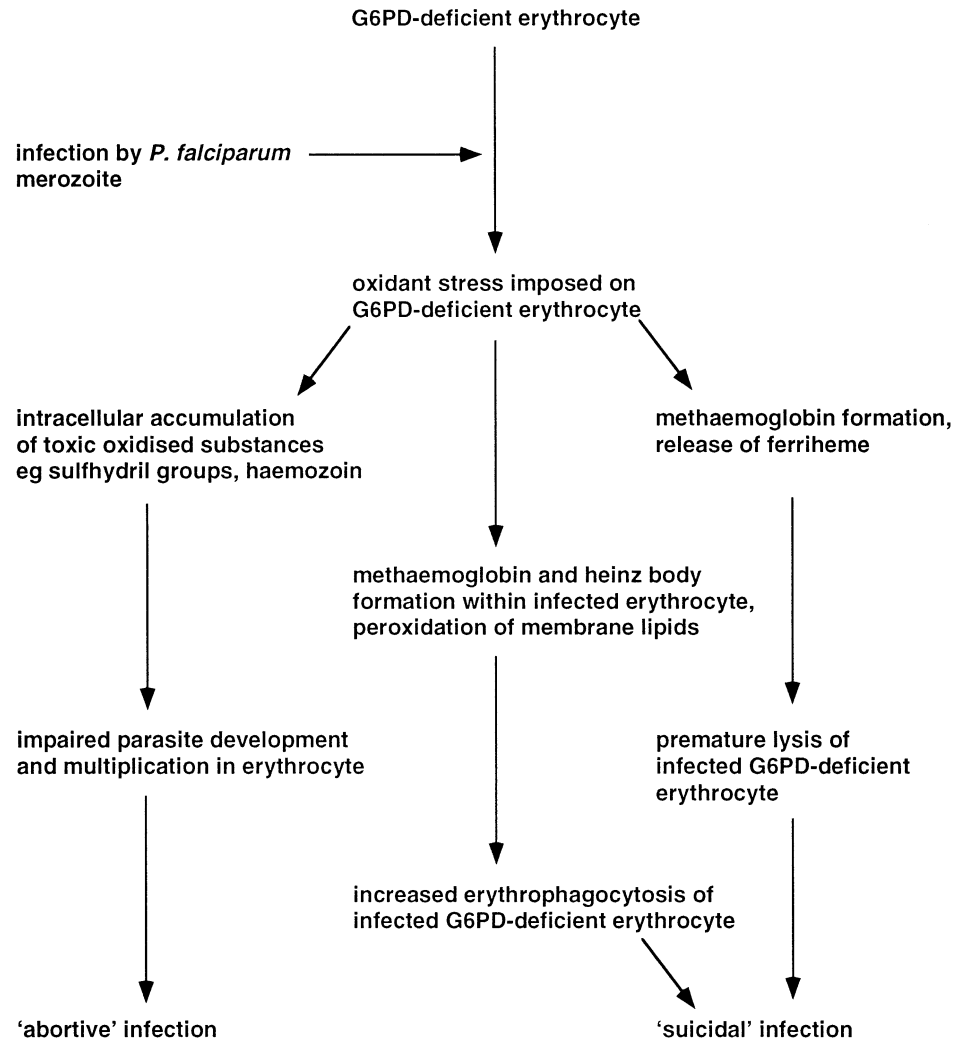 G6PD-deficient erythrocyte
infection by P. falciparum
merozoite
oxidant stress imposed on
G6PD-deficient erythrocyte
intracellular accumulation
of toxic oxidised substances
eg sulfhydril groups, haemozoin
methaemoglobin formation,
release of ferriheme
methaemoglobin and heinz body
formation within infected erythrocyte,
peroxidation of membrane lipids
impaired parasite development
and multiplication in erythrocyte
premature lysis of
infected G6PD-deficient
erythrocyte
increased erythrophagocytosis of
infected G6PD-deficient erythrocyte
‘abortive’ infection
‘suicidal’ infection